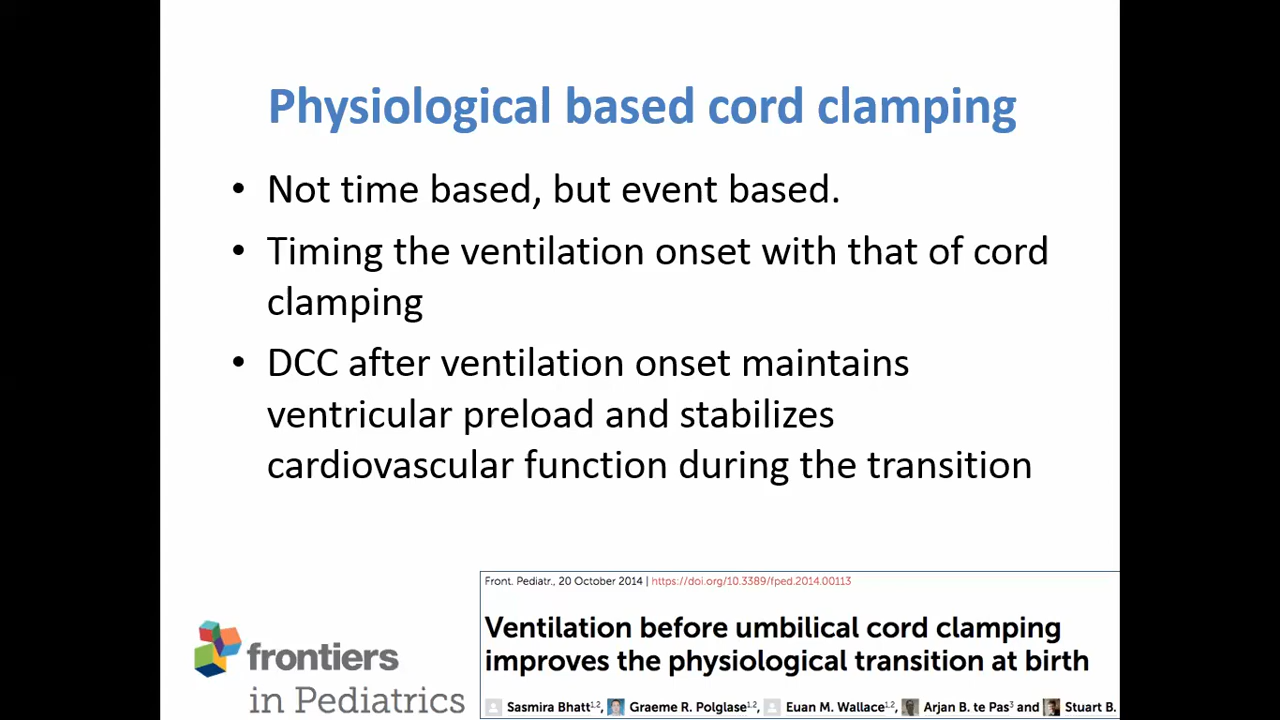 Physiological based cord clamping
• Not time based, but event based.
• Timing the ventilation onset with that of cord
clamping
• DCC after ventilation onset maintains
ventricular preload and stabilizes
cardiovascular function during the transition
Front. Pediatr., 20 October 2014 | https://doi.org/10.3389/fped.2014.00113
Ventilation before umbilical cord clamping
improves the physiological transition at birth
Sasmira Bhatt1,2, Graeme R. Polglase1,2, Euan M. Wallace1,2, Arjan B. te Pas3 and Stuart B.
frontiers
in Pediatrics